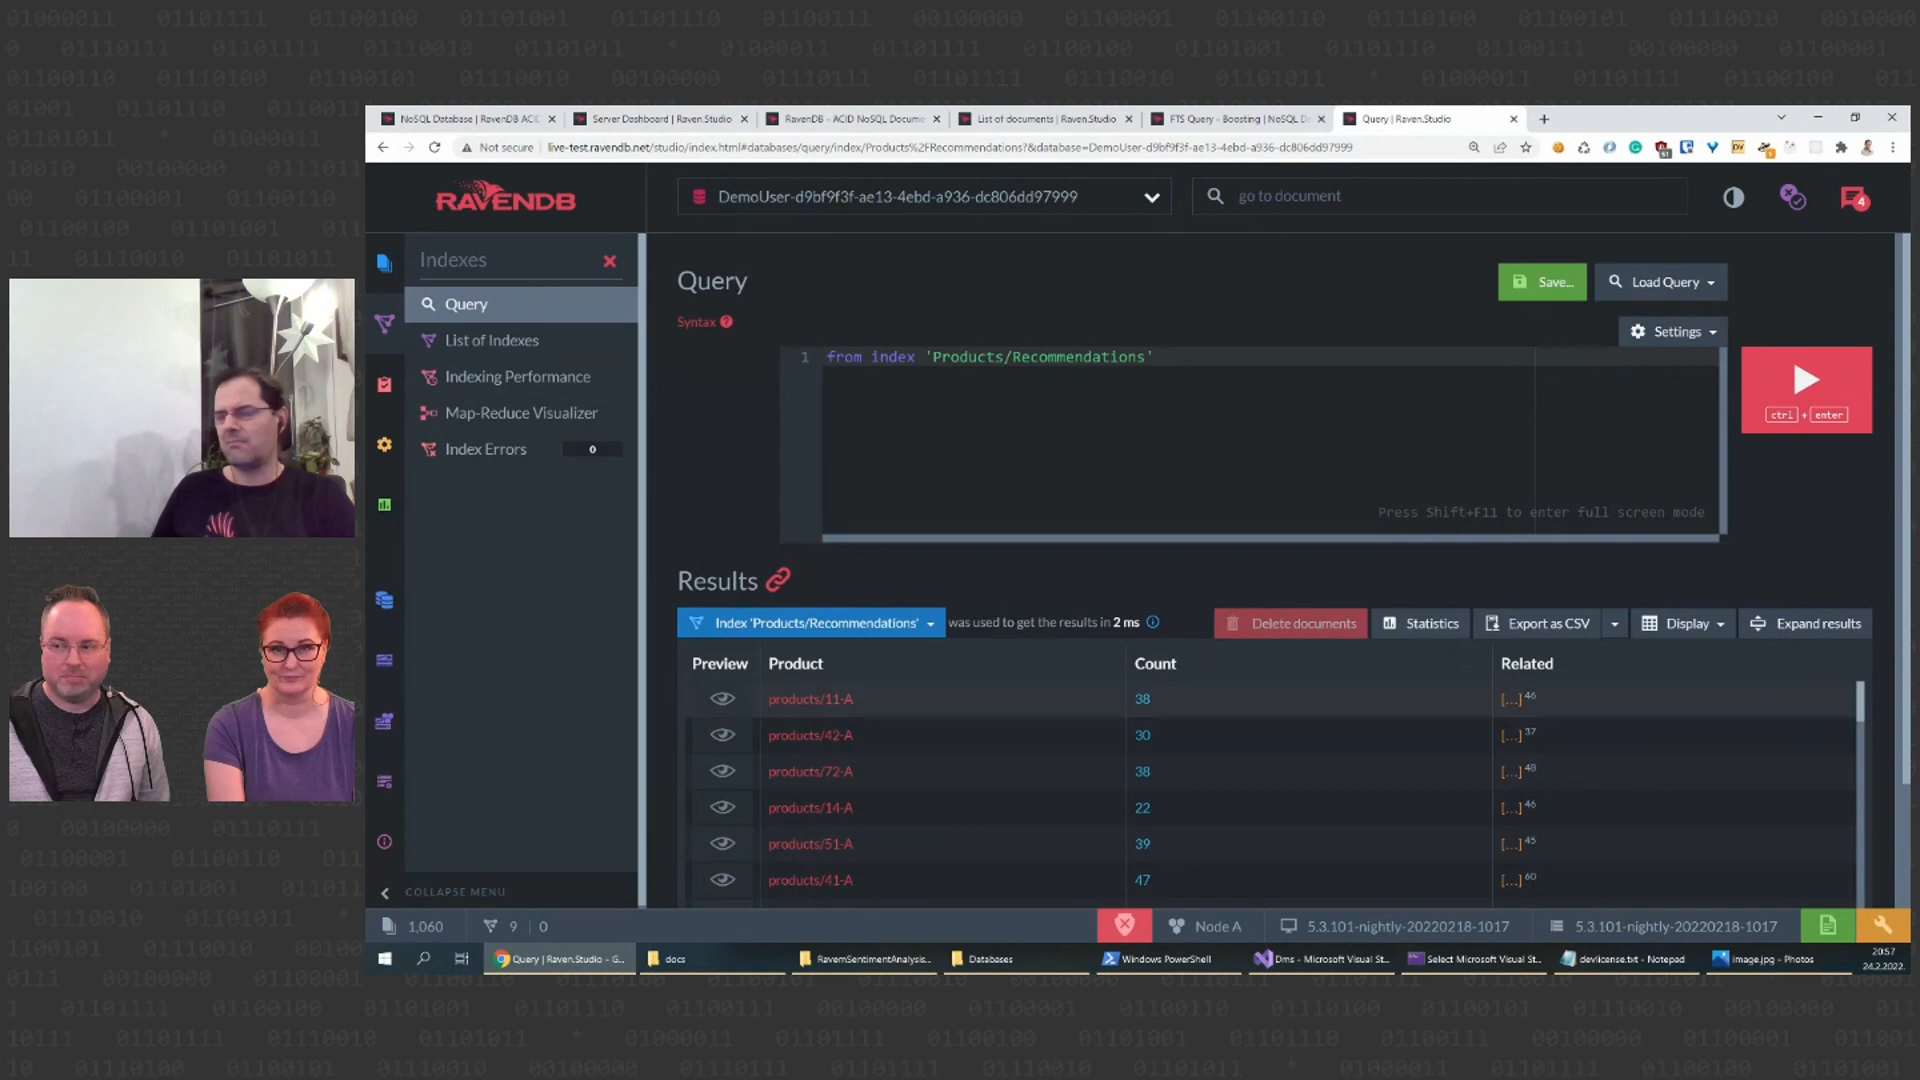 NoSQL Database | RavenDB ACI
Server Dashboard | Raven.Studio
RavenDB - ACID NoSQL Docume
List of documents | Raven.Studio
FTS Query - Boosting | NoSQL D
Query | Raven.Studio
Not secure
live-test.ravendb.net/studio/index.html#databases/query/index/Products%2FRecommendations?&database=DemoUser-d9bf9f3f-ae13-4ebd-a936-dc806dd97999
RAVENDB
DemoUser-d9bf9f3f-ae13-4ebd-a936-dc806dd97999
go to document
4
Indexes
Query
List of Indexes
Indexing Performance
Map-Reduce Visualizer
Index Errors 0
COLLAPSE MENU
Query
Save...
Load Query
Syntax
Settings
1 from index 'Products/Recommendations'
Press Shift+F11 to enter full screen mode
ctrl + enter
Results
Index 'Products/Recommendations' was used to get the results in 2 ms
Delete documents
Statistics
Export as CSV
Display
Expand results
Preview Product Count Related
products/11-A 38 [...] 46
products/42-A 30 [...] 37
products/72-A 38 [...] 48
products/14-A 22 [...] 46
products/51-A 39 [...] 45
products/41-A 47 [...] 60
1,060 9 | 0
Node A
5.3.101-nightly-20220218-1017
5.3.101-nightly-20220218-1017
Query | Raven.Studio - G...
docs
RavemSentimentAnalysis...
Databases
Windows PowerShell
Dms - Microsoft Visual St...
Select Microsoft Visual St...
devlicense.txt - Notepad
image.jpg - Photos
20:57
24.2.2022.